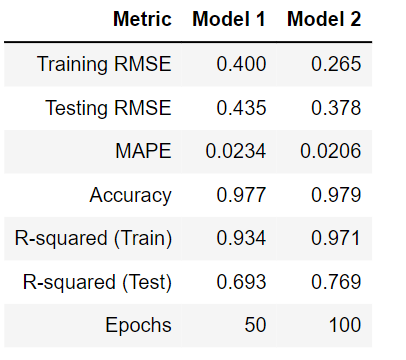 Metric Model 1 Model 2
Training RMSE 0.400 0.265
Testing RMSE 0.435 0.378
MAPE 0.0234 0.0206
Accuracy 0.977 0.979
R-squared (Train) 0.934 0.971
R-squared (Test) 0.693 0.769
Epochs 50 100